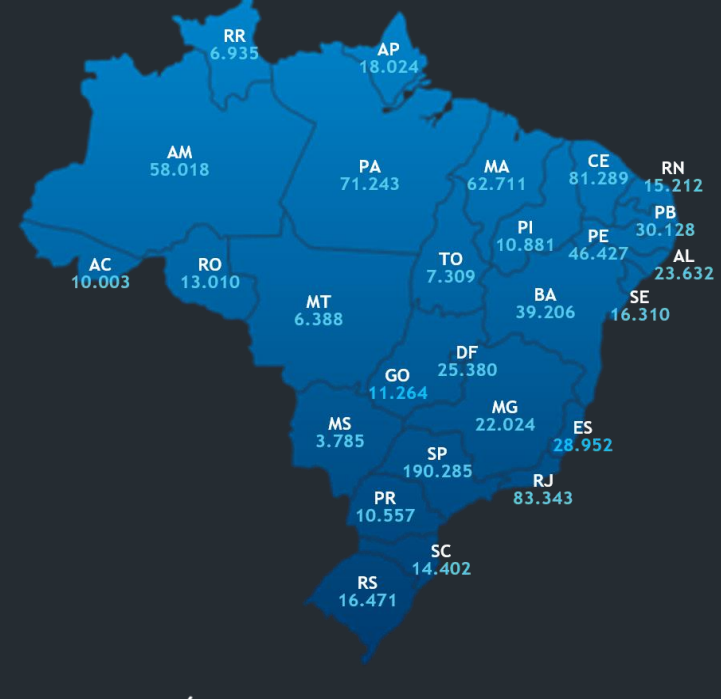 RR
6.935
AP
18.024
AM
58.018
PA
71.243
MA
62.711
CE
81.289
RN
15.212
PI
10.881
PE
46.427
PB
30.128
AC
10.003
RO
13.010
TO
7.309
AL
23.632
MT
6.388
BA
39.206
SE
16.310
DF
25.380
GO
11.264
MG
22.024
MS
3.785
ES
28.952
SP
190.285
RJ
83.343
PR
10.557
SC
14.402
RS
16.471